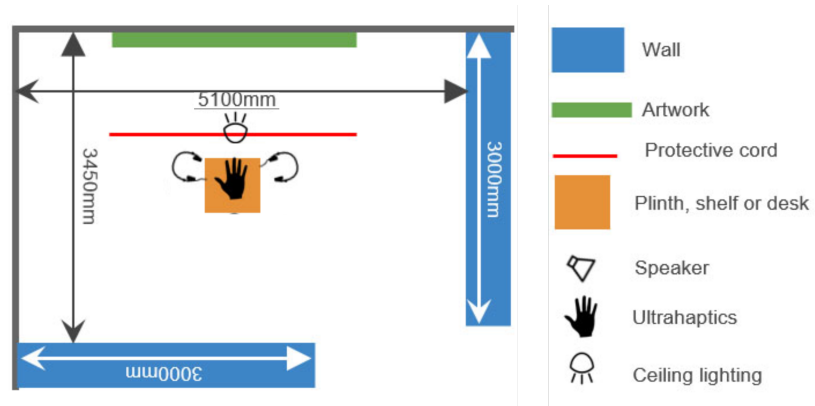 5100mm
3450mm
3000mm
3000mm
Wall
Artwork
Protective cord
Plinth, shelf or desk
Speaker
Ultrahaptics
Ceiling lighting